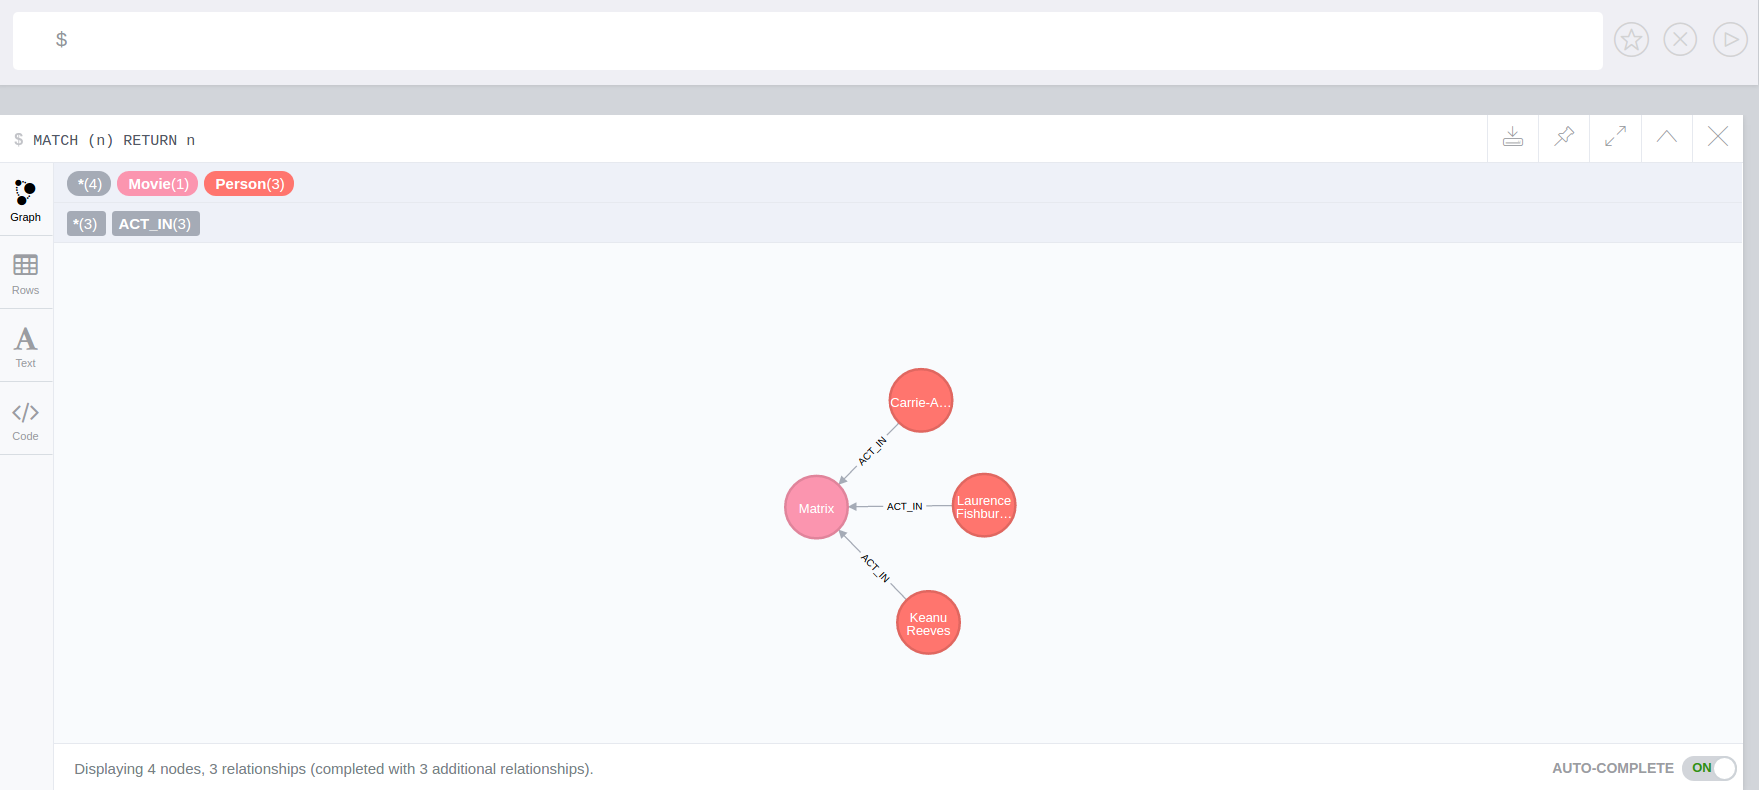 $
$ MATCH (n) RETURN n
*(4) Movie(1) Person(3)
*(3) ACT_IN(3)
Graph
Rows
Text
Code
Carrie-A…
ACT_IN
Matrix
ACT_IN
Laurence
Fishbur…
ACT_IN
Keanu
Reeves
Displaying 4 nodes, 3 relationships (completed with 3 additional relationships).
AUTO-COMPLETE ON